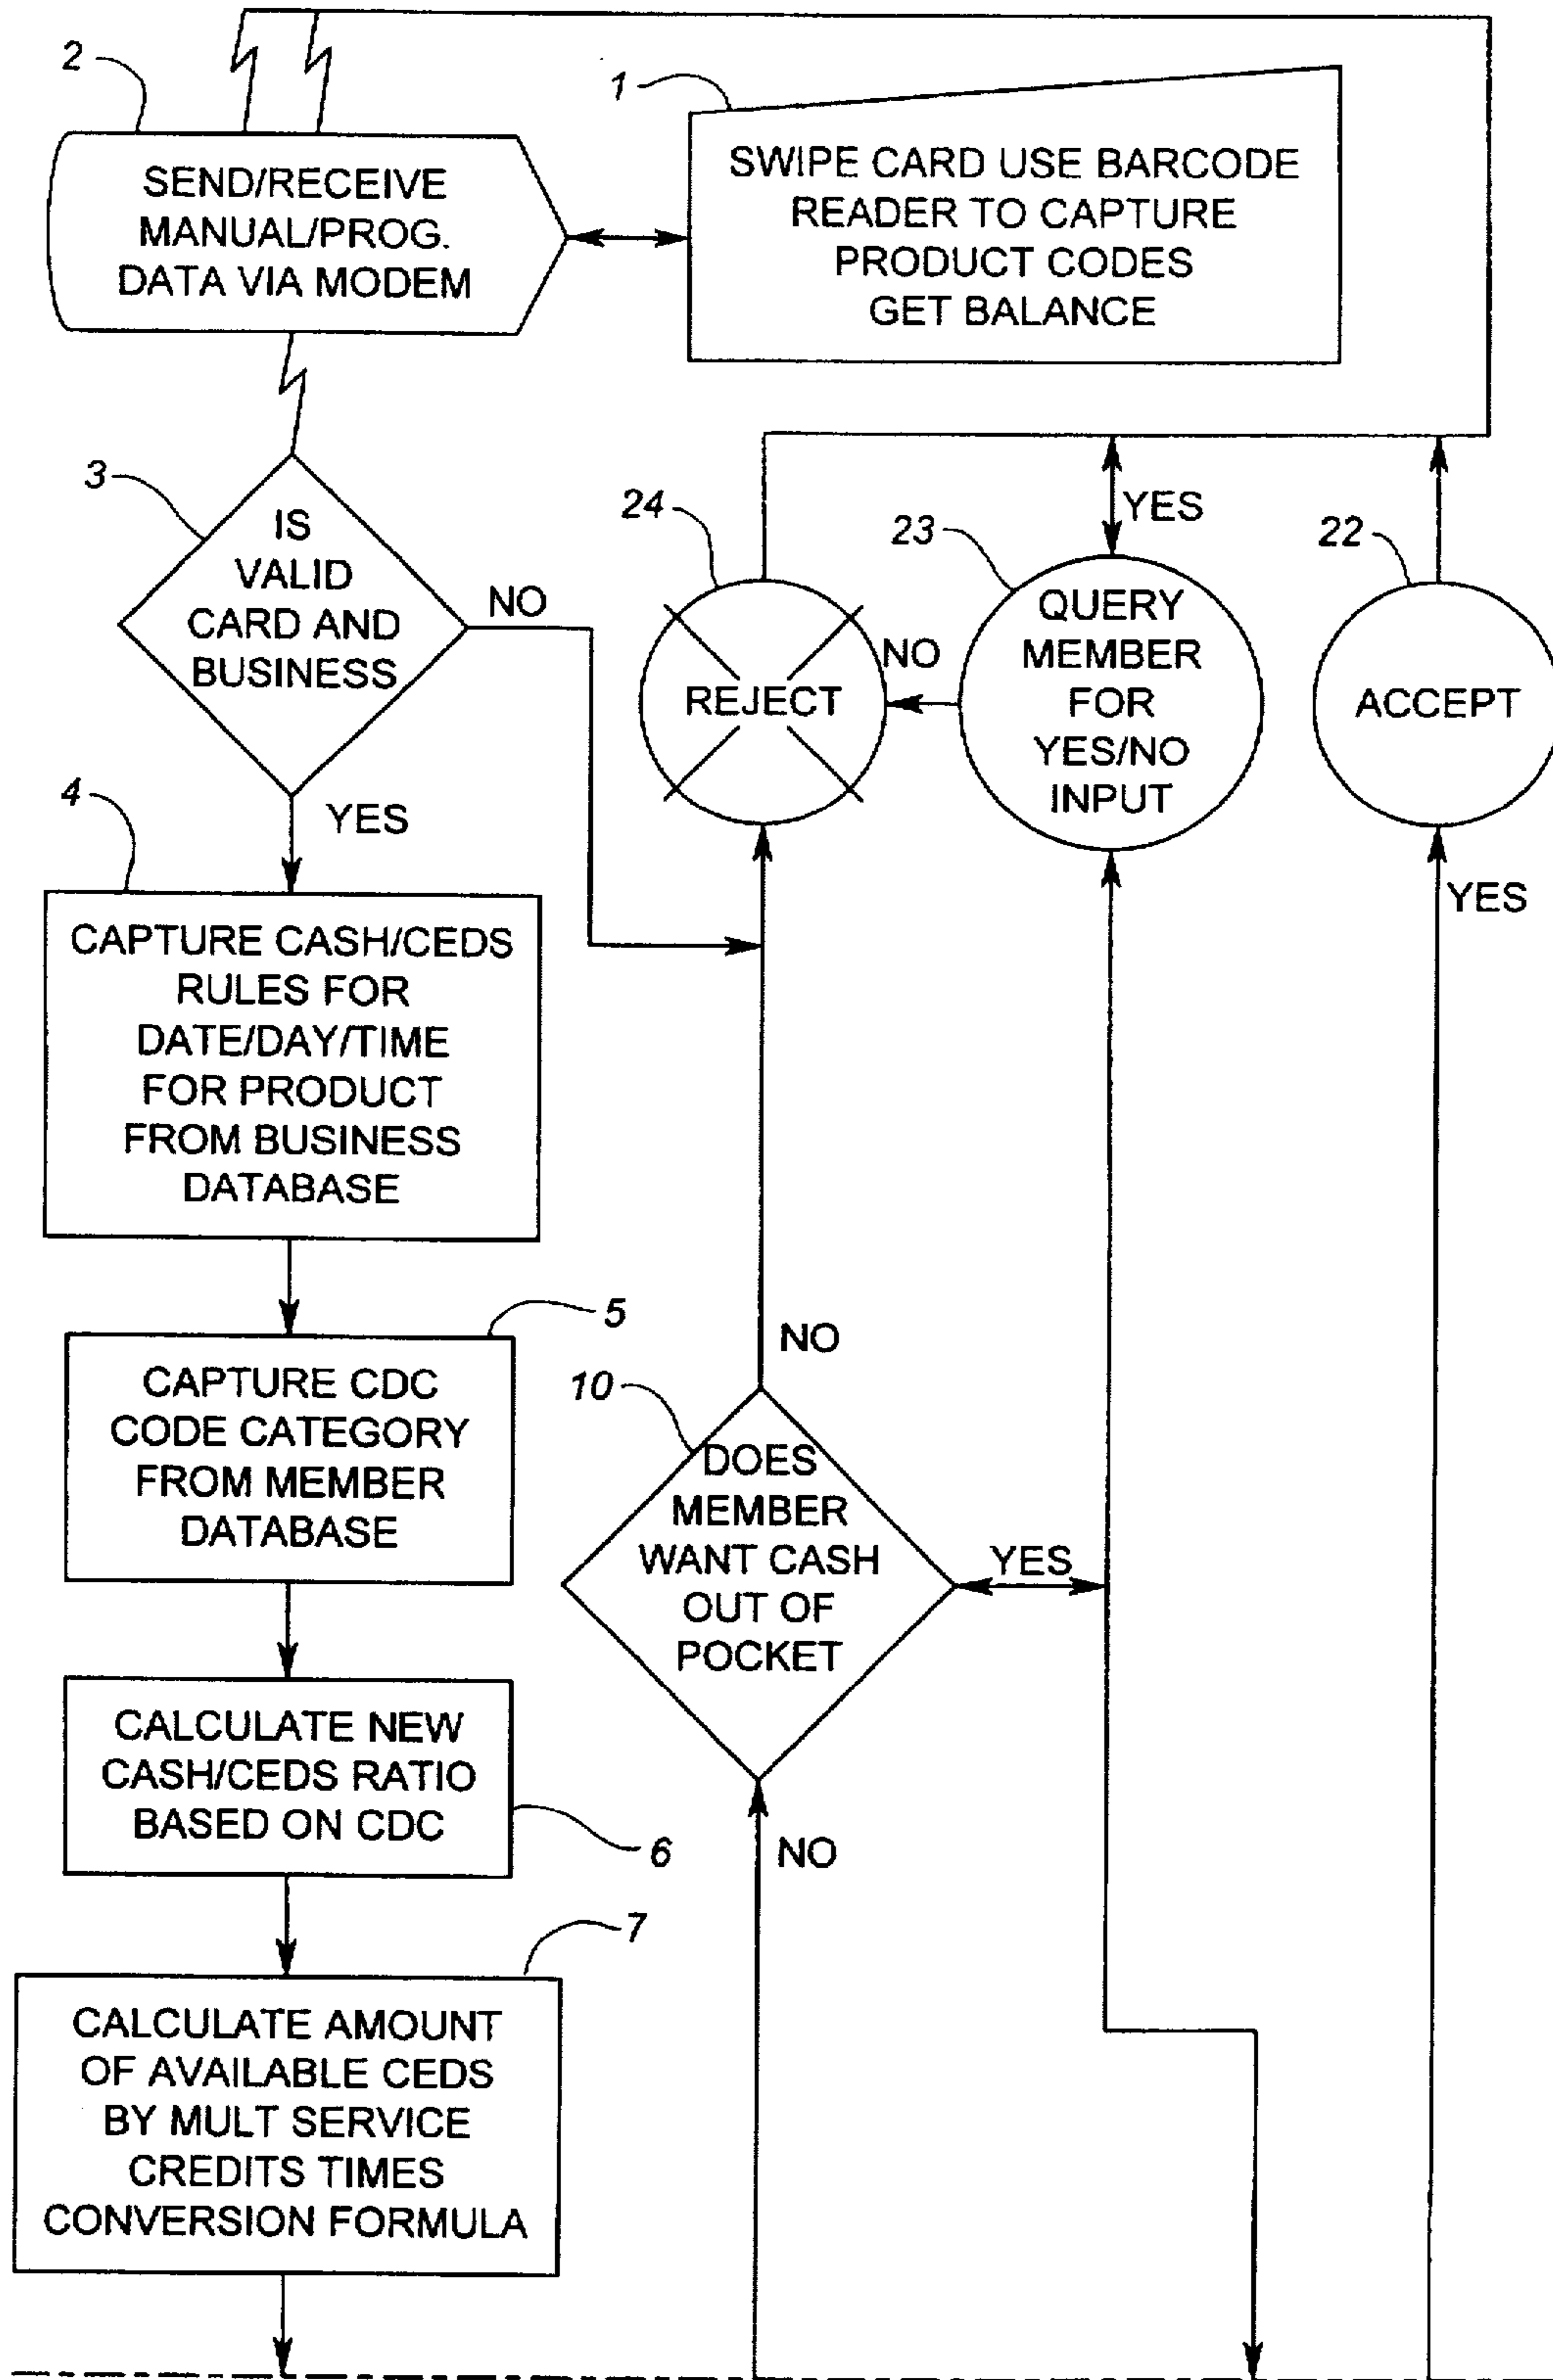 2
SEND/RECEIVE
MANUAL/PROG.
DATA VIA MODEM
1
SWIPE CARD USE BARCODE
READER TO CAPTURE
PRODUCT CODES
GET BALANCE
3
IS
VALID
CARD AND
BUSINESS
NO
YES
24
REJECT
NO
23
QUERY
MEMBER
FOR
YES/NO
INPUT
YES
22
ACCEPT
YES
4
CAPTURE CASH/CEDS
RULES FOR
DATE/DAY/TIME
FOR PRODUCT
FROM BUSINESS
DATABASE
5
CAPTURE CDC
CODE CATEGORY
FROM MEMBER
DATABASE
NO
10
DOES
MEMBER
WANT CASH
OUT OF
POCKET
YES
NO
CALCULATE NEW
CASH/CEDS RATIO
BASED ON CDC
6
7
CALCULATE AMOUNT
OF AVAILABLE CEDS
BY MULT SERVICE
CREDITS TIMES
CONVERSION FORMULA